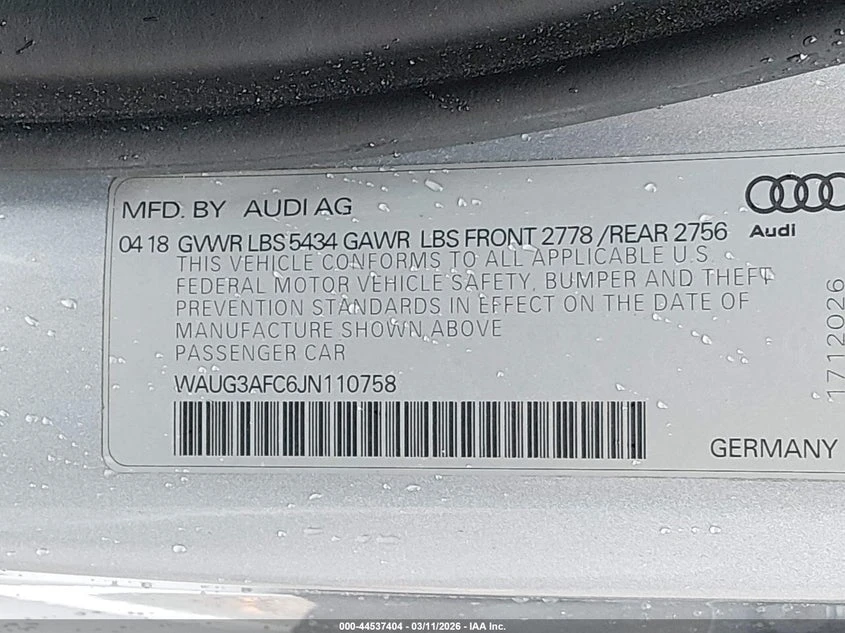 MFD. BY AUDI AG
Audi
04 18 GVWR LBS 5434 GAWR LBS FRONT 2778 / REAR 2756
THIS VEHICLE CONFORMS TO ALL APPLICABLE U.S.
FEDERAL MOTOR VEHICLE SAFETY, BUMPER AND THEFT
PREVENTION STANDARDS IN EFFECT ON THE DATE OF
MANUFACTURE SHOWN ABOVE
PASSENGER CAR
WAUG3AFC6JN110758
GERMANY
1712026
000-44537404 - 03/11/2026 - IAA Inc.